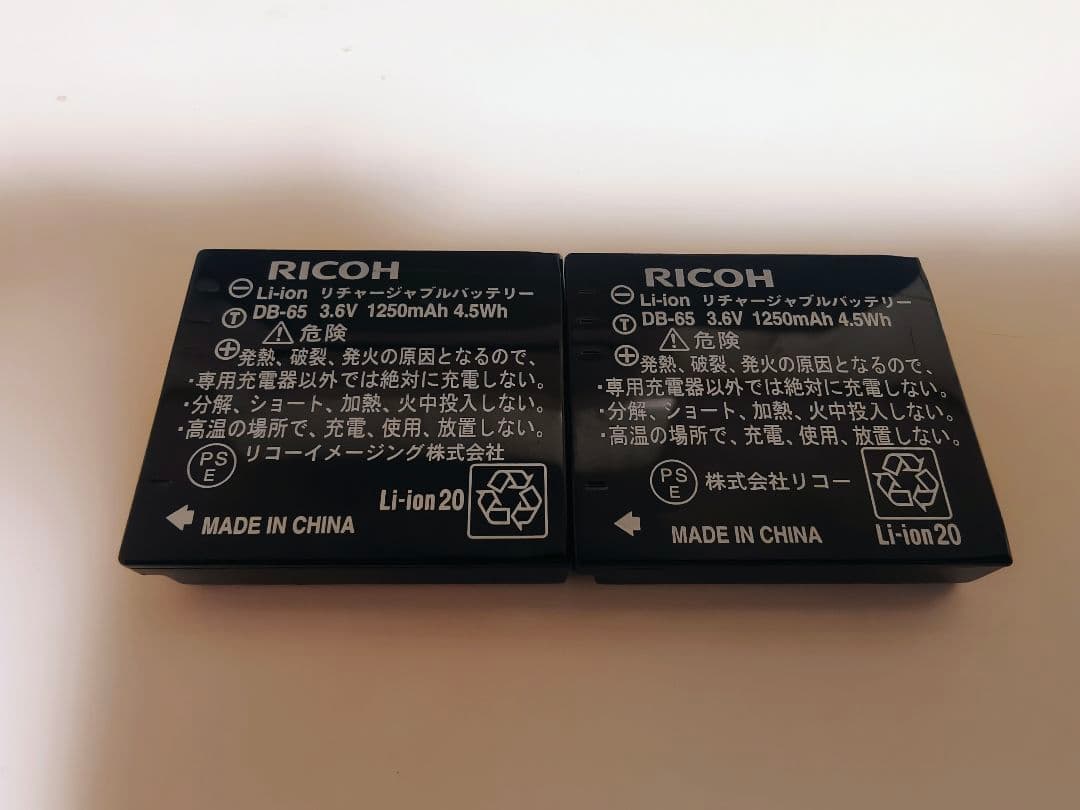 RICOH
⊖ Li-ion リチャージャブルバッテリー
Ⓣ DB-65 3.6V 1250mAh 4.5Wh
⚠危険
⊕発熱、破裂、発火の原因となるので、
・専用充電器以外では絶対に充電しない。
・分解、ショート、加熱、火中投入しない。
・高温の場所で、充電、使用、放置しない。
PS
E
リコーイメージング株式会社
Li-ion 20
MADE IN CHINA
RICOH
⊖ Li-ion リチャージャブルバッテリー
Ⓣ DB-65 3.6V 1250mAh 4.5Wh
⚠危険
⊕発熱、破裂、発火の原因となるので、
・専用充電器以外では絶対に充電しない。
・分解、ショート、加熱、火中投入しない。
・高温の場所で、充電、使用、放置しない。
PS
E
株式会社リコー
MADE IN CHINA
Li-ion 20